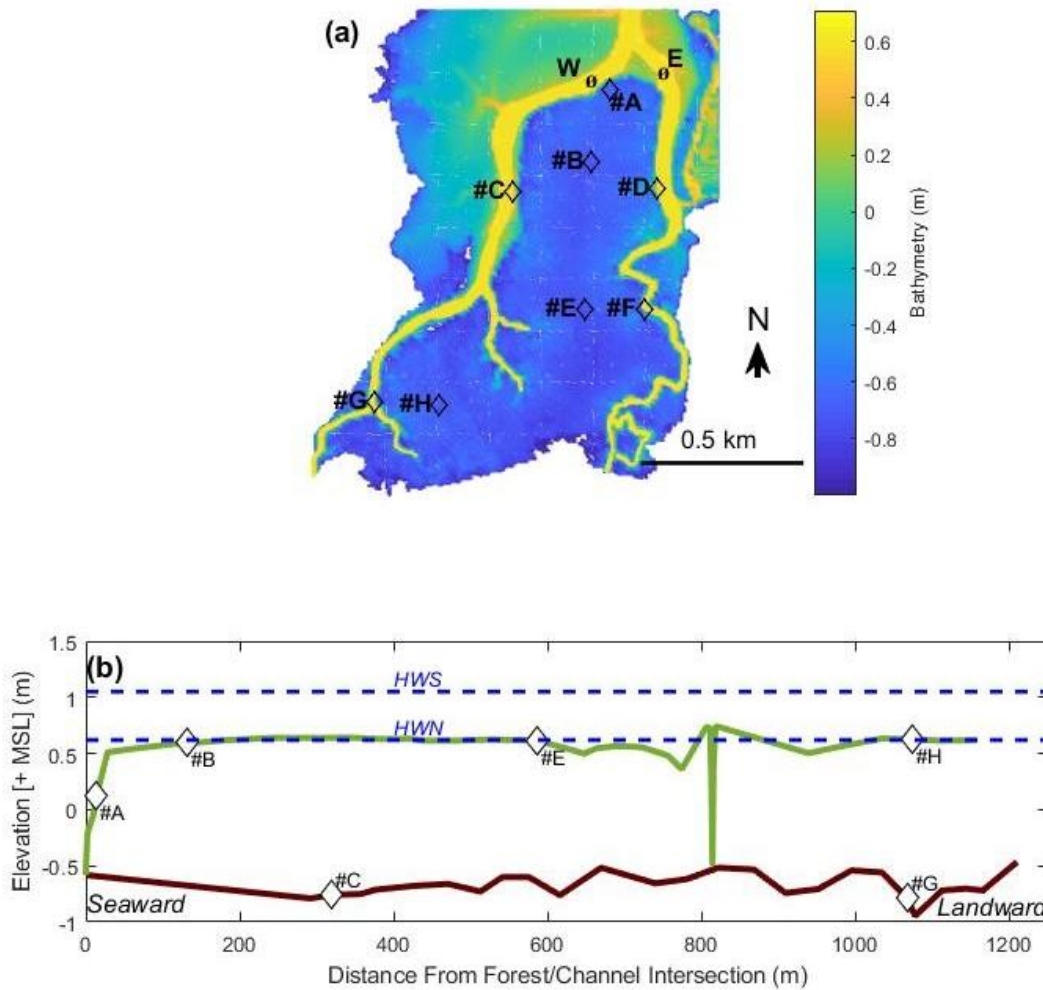 (a)
W
E
#A
#B
#C
#D
#E
#F
#G
#H
N
0.5 km
0.6
0.4
0.2
0
-0.2
-0.4
-0.6
-0.8
Bathymetry (m)
(b)
1.5
1
0.5
0
-0.5
-1
Elevation [+ MSL] (m)
HWS
HWN
#A
#B
#E
#H
#C
#G
Seaward
Landward
0 200 400 600 800 1000 1200
Distance From Forest/Channel Intersection (m)